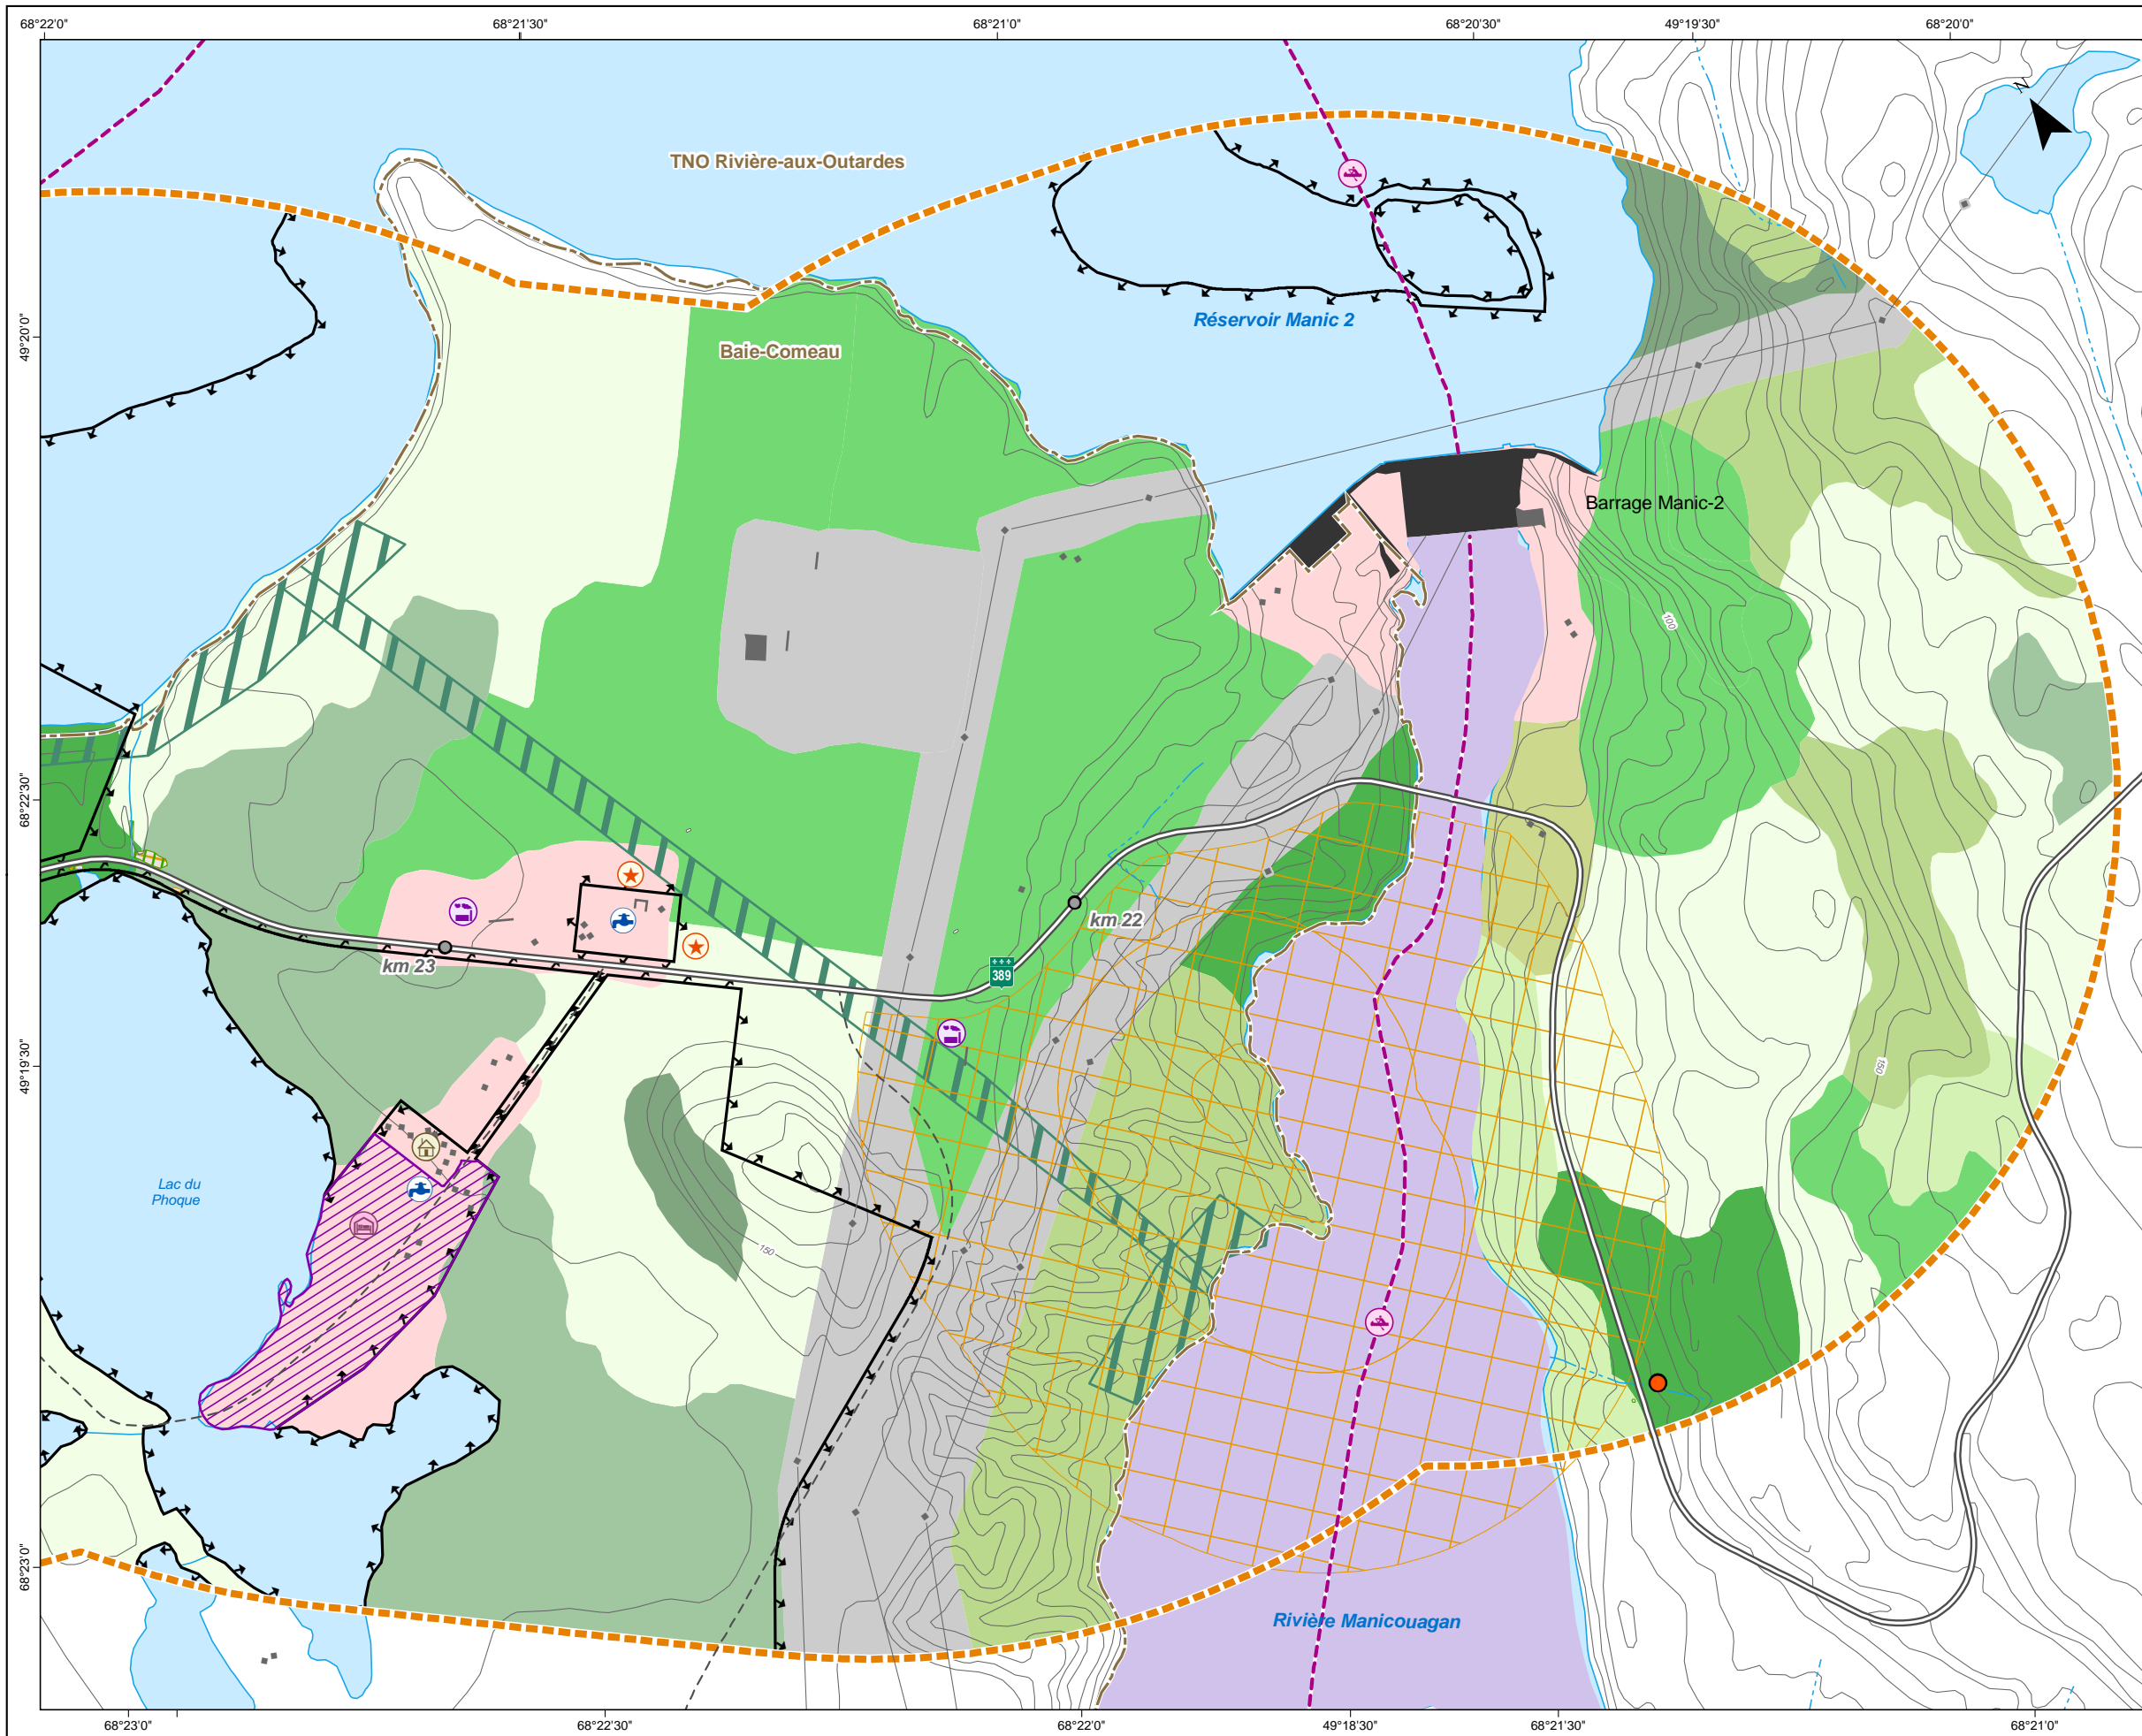 68°22'0"
68°21'30"
68°21'0"
68°20'30"
49°19'30"
68°20'0"
N
TNO Rivière-aux-Outardes
Réservoir Manic 2
49°20'0"
Baie-Comeau
Barrage Manic-2
100
68°22'30"
km 22
km 23
389
49°19'30"
150
Lac du
Phoque
150
68°23'0"
Rivière Manicouagan
68°23'0"
68°22'30"
68°22'0"
49°18'30"
68°21'30"
68°21'0"